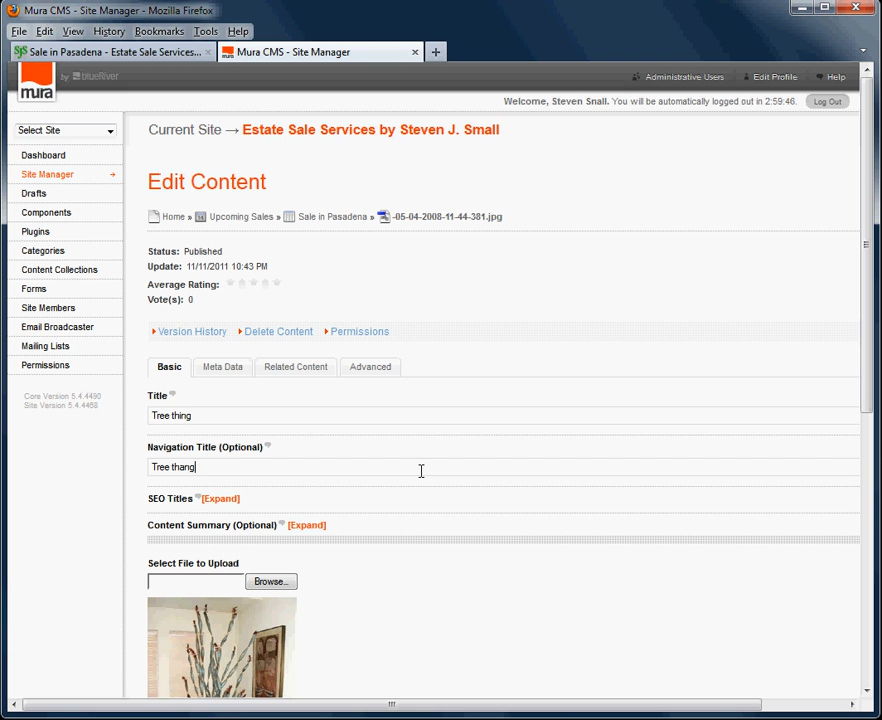 Mura CMS - Site Manager - Mozilla Firefox
File Edit View History Bookmarks Tools Help
SJS Sale in Pasadena - Estate Sale Services... × Mura CMS - Site Manager × +
mura by blueRiver Administrative Users Edit Profile Help
Welcome, Steven Snall. You will be automatically logged out in 2:59:46. Log Out
Select Site
Current Site → Estate Sale Services by Steven J. Small
Dashboard
Site Manager
Drafts
Components
Plugins
Categories
Content Collections
Forms
Site Members
Email Broadcaster
Mailing Lists
Permissions
Core Version 5.4.4490
Site Version 5.4.4468
Edit Content
Home » Upcoming Sales » Sale in Pasadena » -05-04-2008-11-44-381.jpg
Status: Published
Update: 11/11/2011 10:43 PM
Average Rating:
Vote(s): 0
Version History Delete Content Permissions
Basic Meta Data Related Content Advanced
Title
Tree thing
Navigation Title (Optional)
Tree thang
SEO Titles [Expand]
Content Summary (Optional) [Expand]
Select File to Upload
Browse...